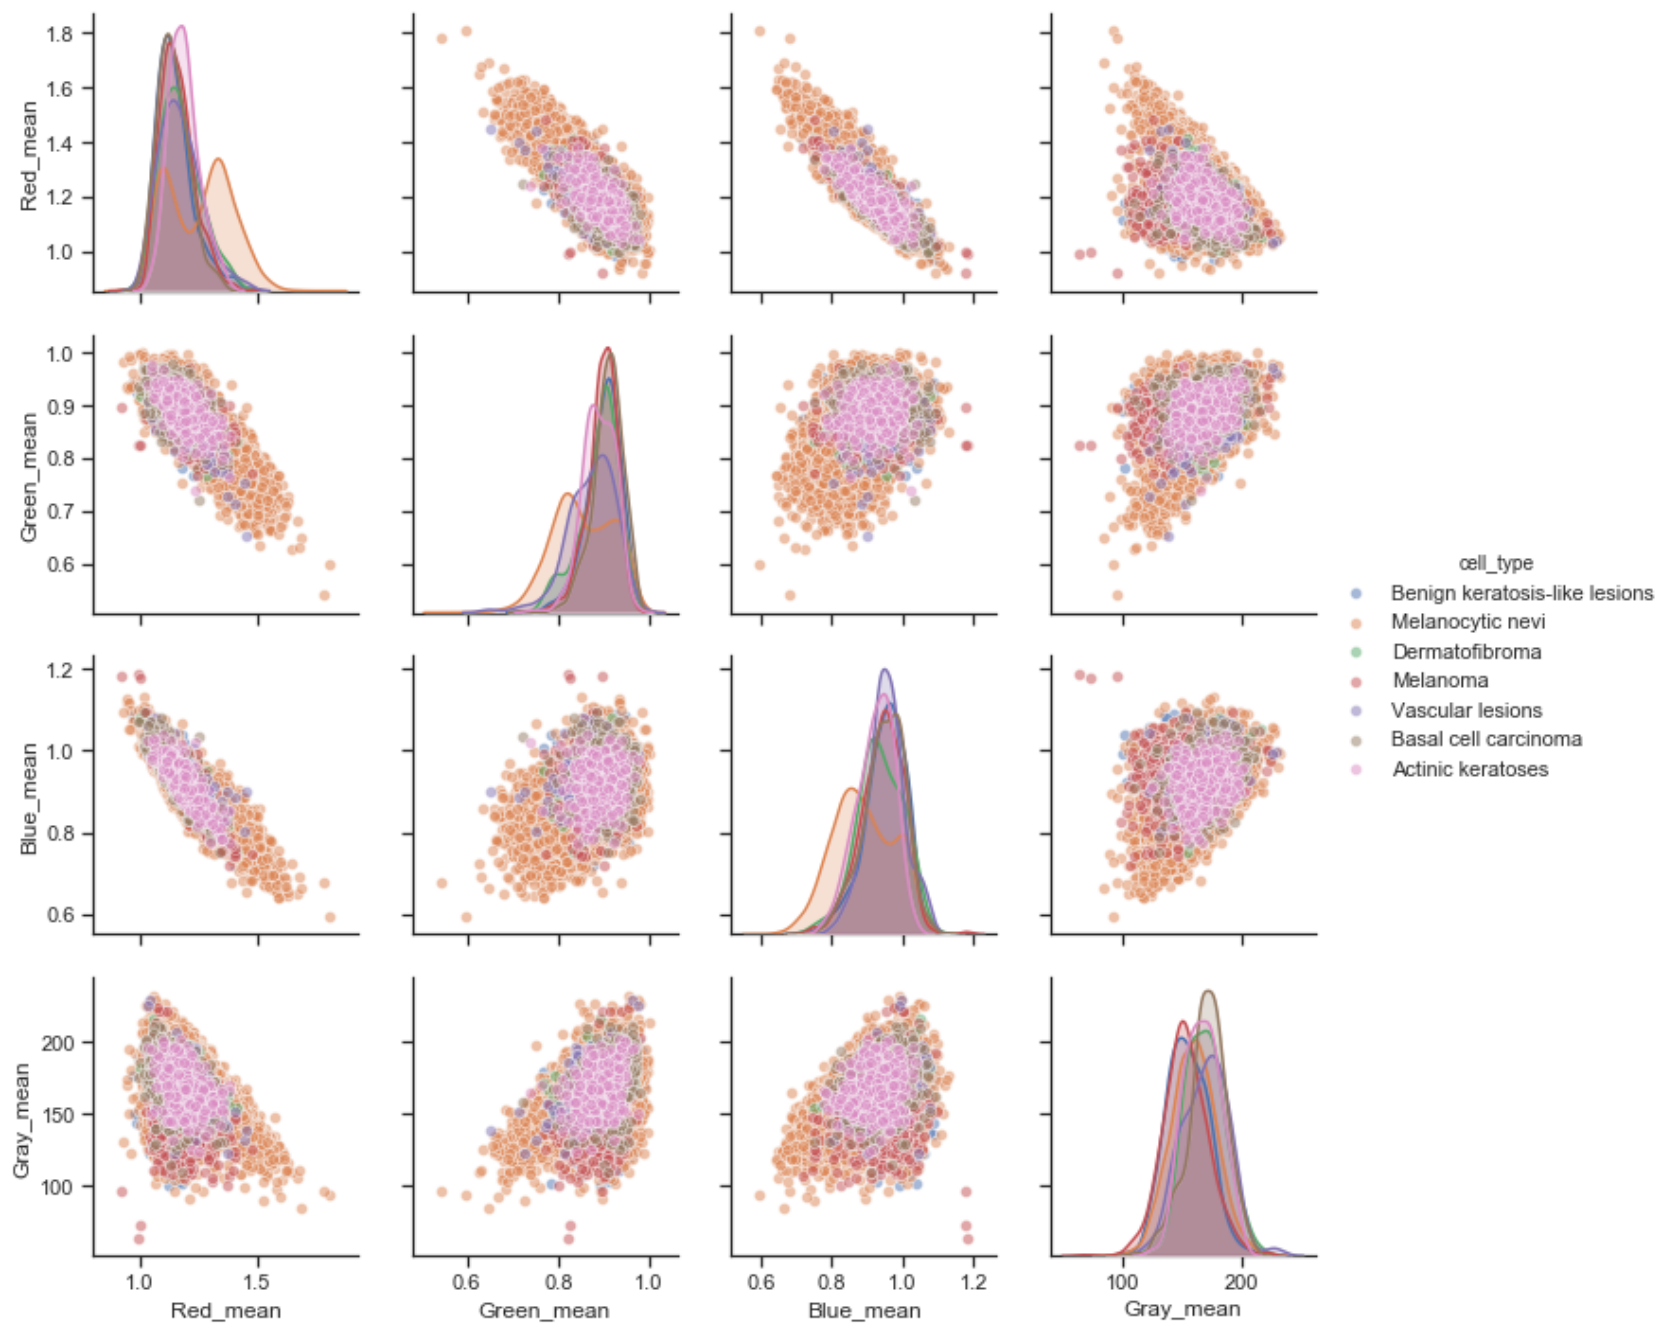 1.8
1.6
1.4
1.2
1.0
Red_mean
1.0
0.9
0.8
0.7
0.6
Green_mean
1.2
1.0
0.8
0.6
Blue_mean
200
150
100
Gray_mean
1.0 1.5
Red_mean
0.6 0.8 1.0
Green_mean
0.6 0.8 1.0 1.2
Blue_mean
100 200
Gray_mean
cell_type
Benign keratosis-like lesions
Melanocytic nevi
Dermatofibroma
Melanoma
Vascular lesions
Basal cell carcinoma
Actinic keratoses